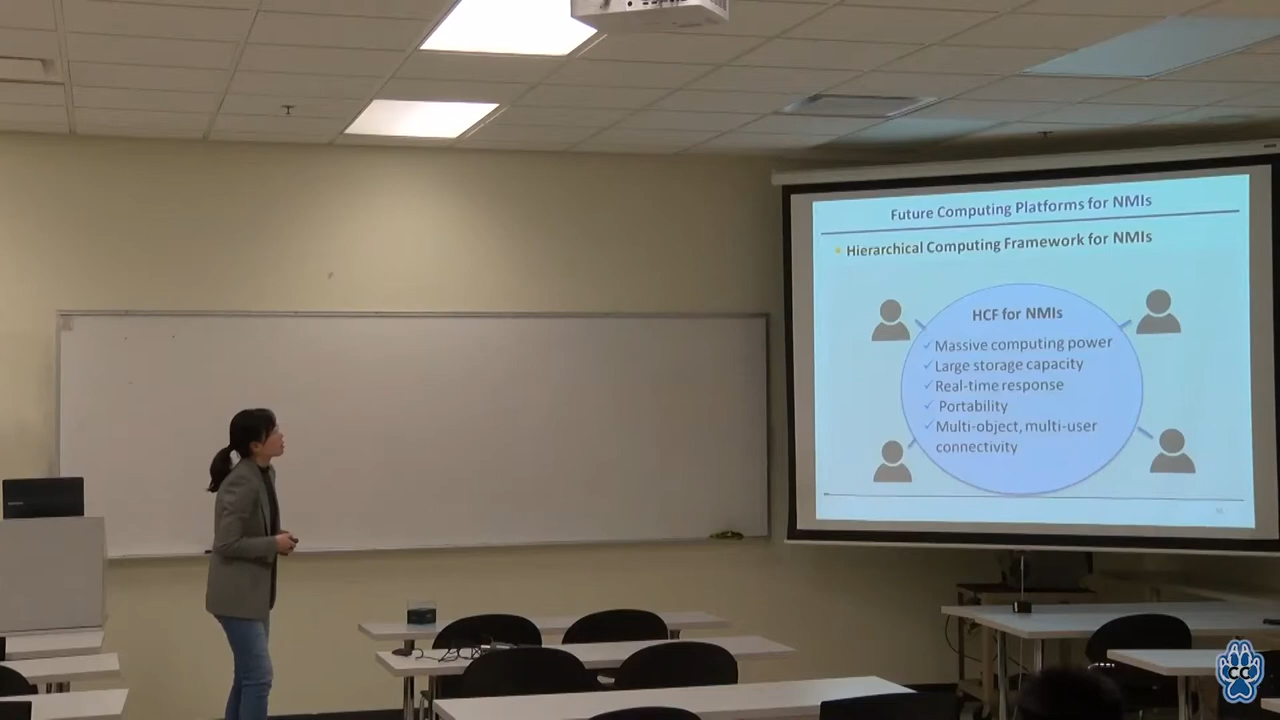 Future Computing Platforms for NMIs
Hierarchical Computing Framework for NMIs
HCF for NMIs
Massive computing power
Large storage capacity
Real-time response
Portability
Multi-object, multi-user
connectivity
CC